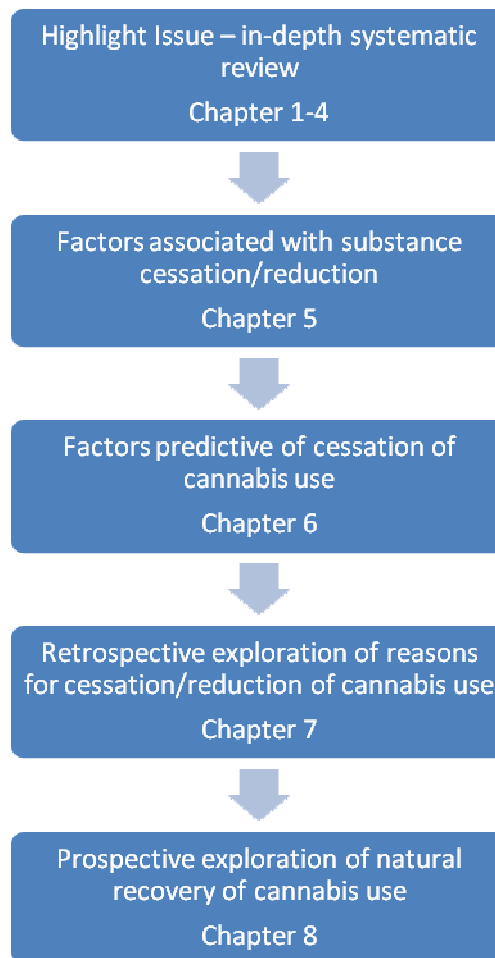 Highlight Issue – in-depth systematic
review
Chapter 1-4
Factors associated with substance
cessation/reduction
Chapter 5
Factors predictive of cessation of
cannabis use
Chapter 6
Retrospective exploration of reasons
for cessation/reduction of cannabis use
Chapter 7
Prospective exploration of natural
recovery of cannabis use
Chapter 8